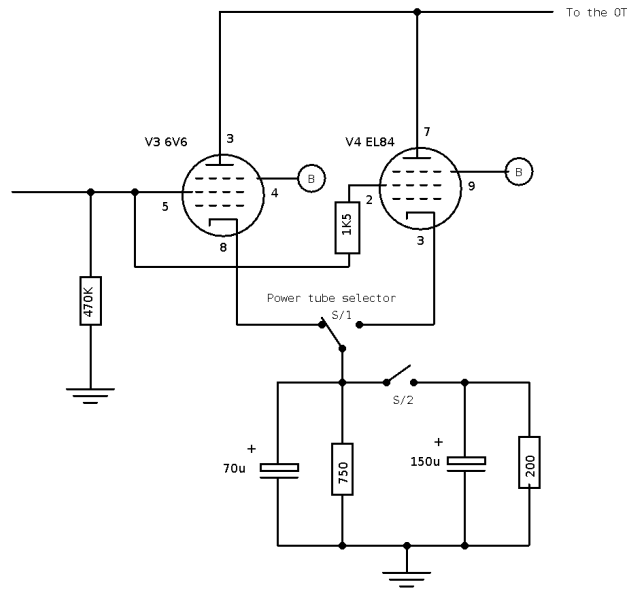 To the OT
3
7
V3 6V6
V4 EL84
B
B
5
4
2
9
8
3
1K5
470K
Power tube selector
S/1
S/2
+
70u
750
+
150u
200